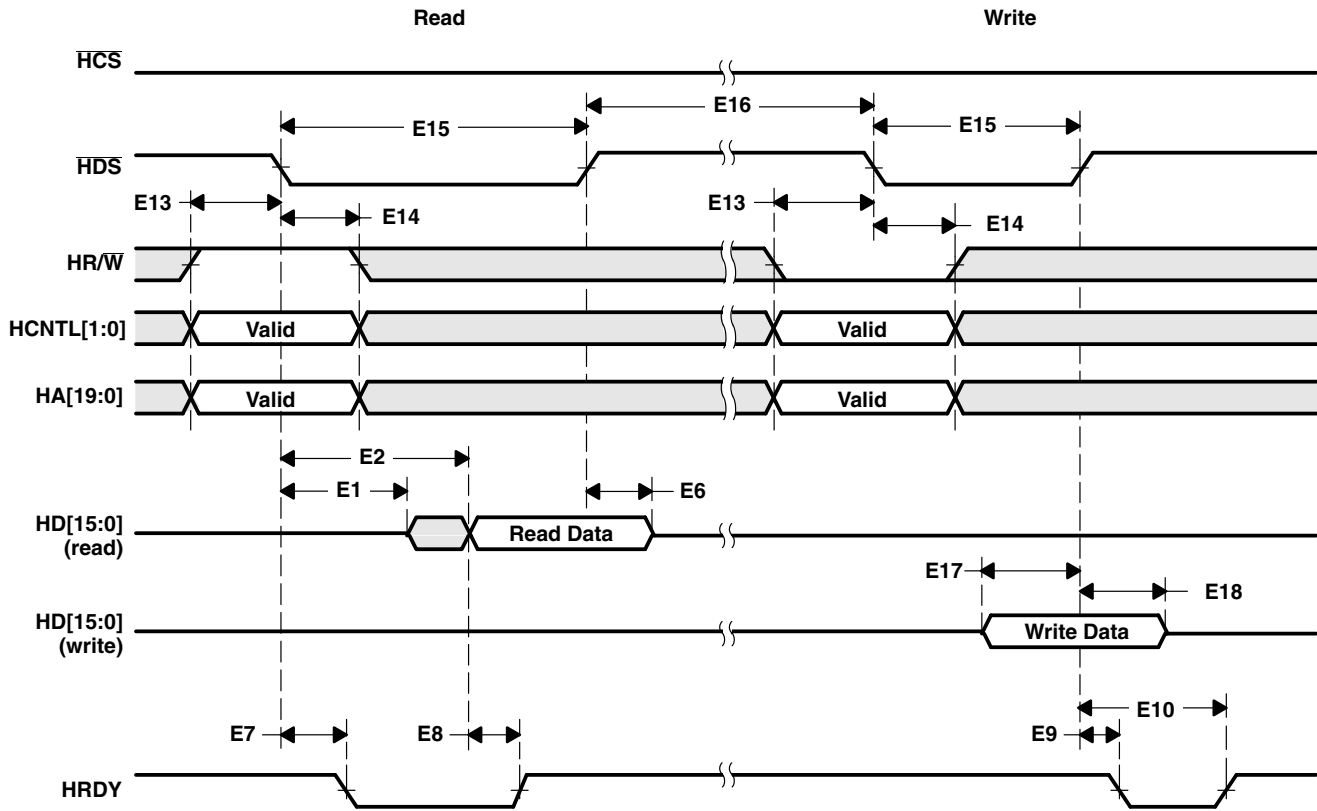 Read Write
HCS
E16
E15 E15
HDS
E13 E14 E13 E14
HR/W
HCNTL[1:0] Valid Valid
HA[19:0] Valid Valid
E2
E1 E6
HD[15:0]
(read)
Read Data
E17 E18
HD[15:0]
(write)
Write Data
E10
E7 E8 E9
HRDY